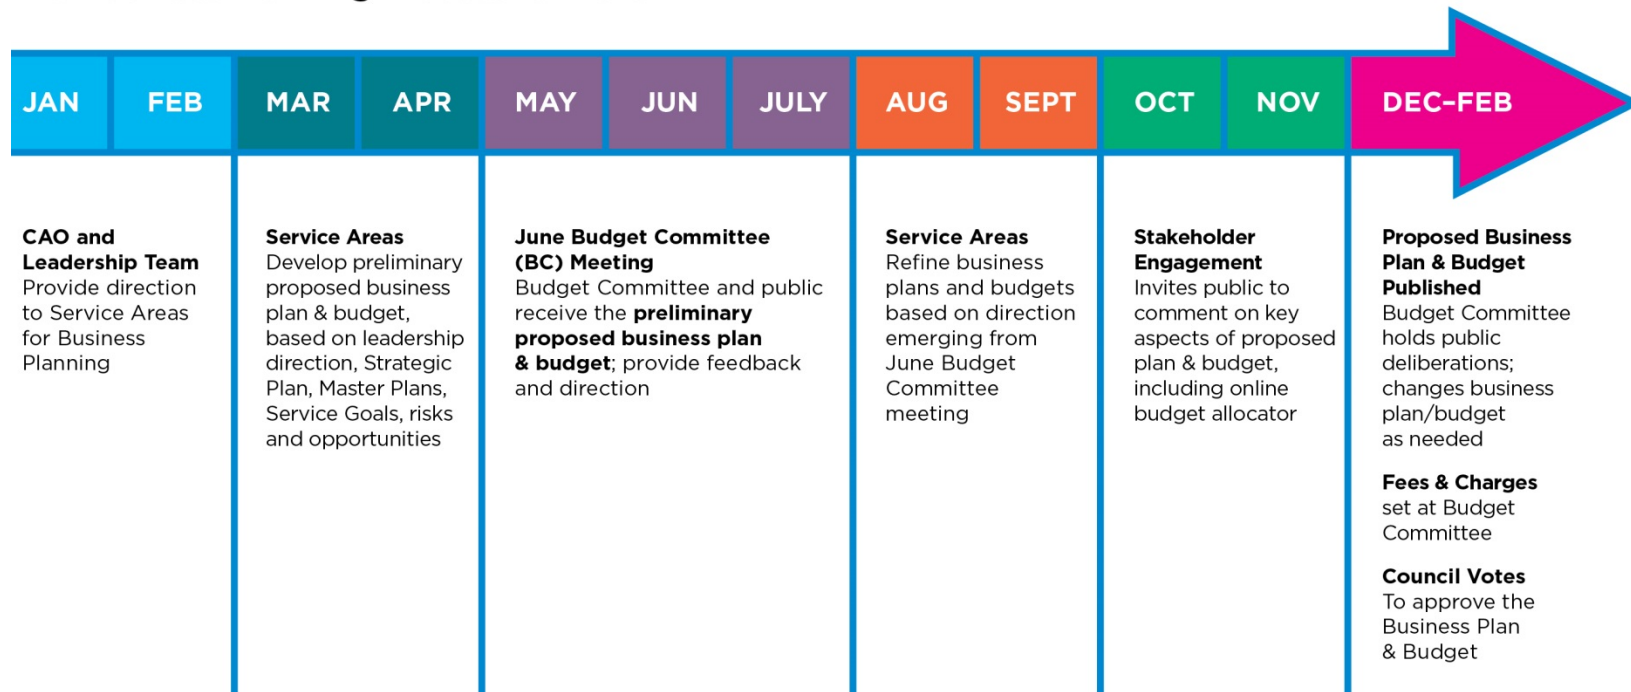 JAN FEB MAR APR MAY JUN JULY AUG SEPT OCT NOV DEC–FEB
CAO and
Leadership Team
Provide direction
to Service Areas
for Business
Planning
Service Areas
Develop preliminary
proposed business
plan & budget,
based on leadership
direction, Strategic
Plan, Master Plans,
Service Goals, risks
and opportunities
June Budget Committee
(BC) Meeting
Budget Committee and public
receive the preliminary
proposed business plan
& budget; provide feedback
and direction
Service Areas
Refine business
plans and budgets
based on direction
emerging from
June Budget
Committee
meeting
Stakeholder
Engagement
Invites public to
comment on key
aspects of proposed
plan & budget,
including online
budget allocator
Proposed Business
Plan & Budget
Published
Budget Committee
holds public
deliberations;
changes business
plan/budget
as needed
Fees & Charges
set at Budget
Committee
Council Votes
To approve the
Business Plan
& Budget